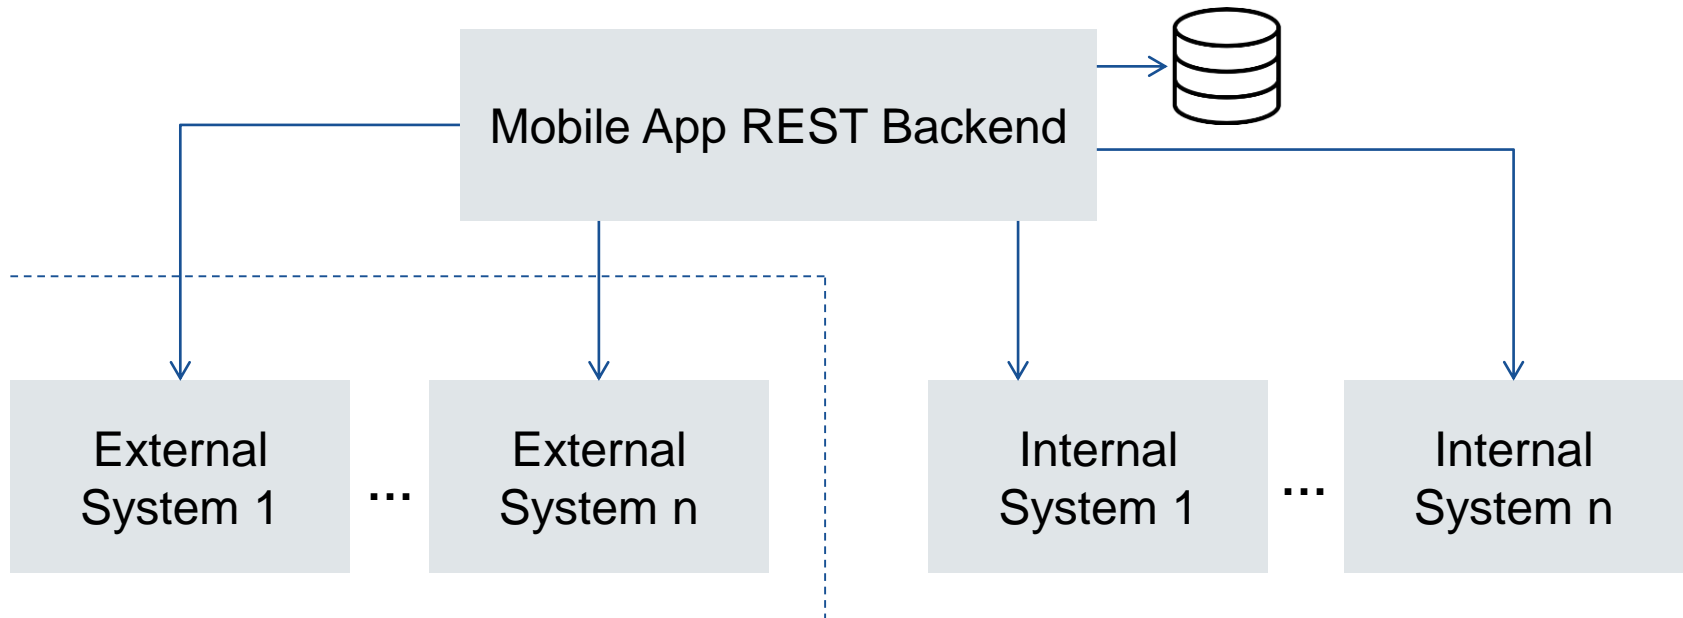 Mobile App REST Backend
External
System 1
...
External
System n
Internal
System 1
...
Internal
System n